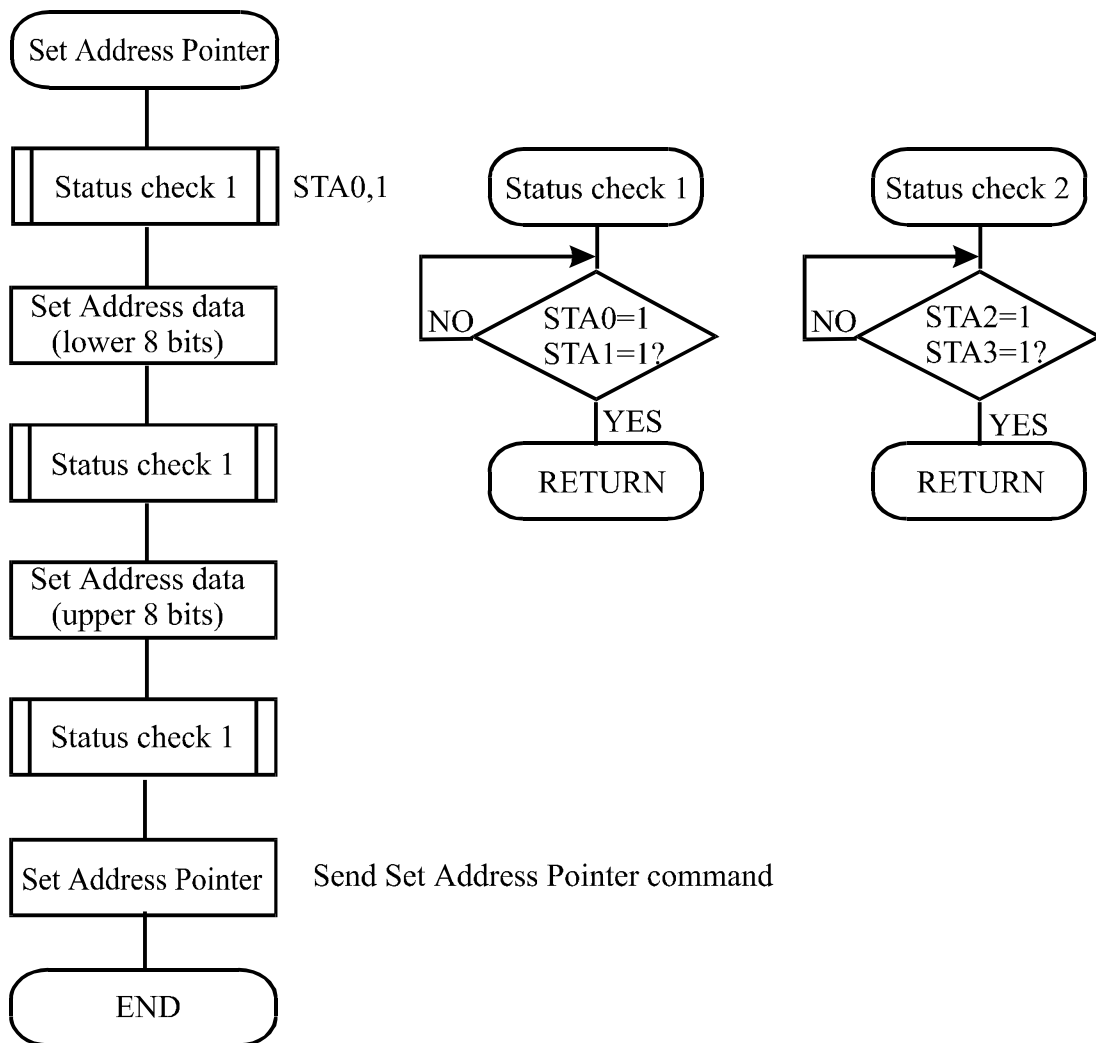 Set Address Pointer
Status check 1
STA0,1
Set Address data
(lower 8 bits)
Status check 1
Set Address data
(upper 8 bits)
Status check 1
Set Address Pointer
Send Set Address Pointer command
END
Status check 1
NO
STA0=1
STA1=1?
YES
RETURN
Status check 2
NO
STA2=1
STA3=1?
YES
RETURN